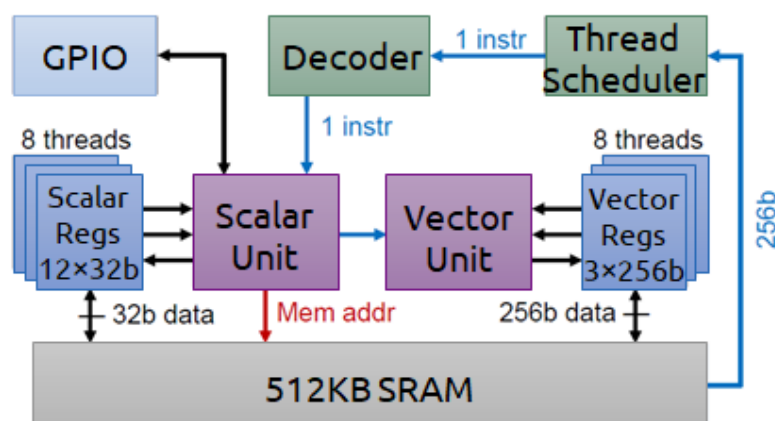 GPIO
Decoder
1 instr
Thread
Scheduler
1 instr
8 threads
8 threads
Scalar
Regs
12×32b
Scalar
Unit
Vector
Unit
Vector
Regs
3×256b
256b
32b data
Mem addr
256b data
512KB SRAM